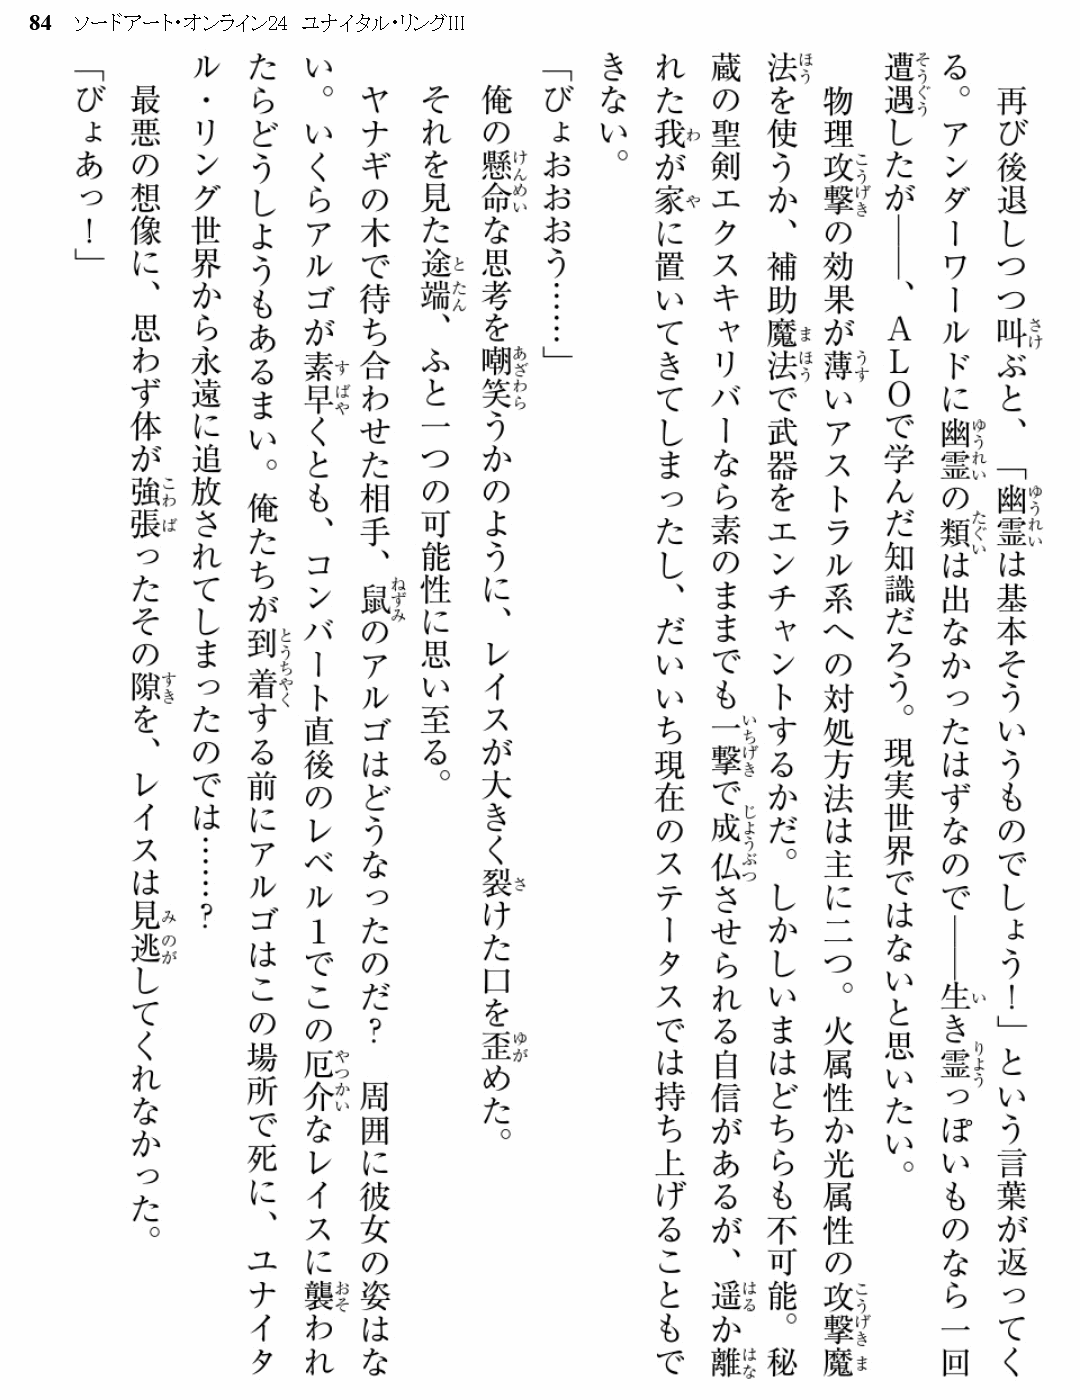 84 ソードアート・オンライン24 ユナイタル・リングIII
再び後退しつつ叫ぶと、「幽霊は基本そういうものでしょう！」という言葉が返ってく
る。アンダーワールドに幽霊の類は出なかったはずなので――生き霊っぽいものなら一回
遭遇したが――、ALOで学んだ知識だろう。現実世界ではないと思いたい。
物理攻撃の効果が薄いアストラル系への対処方法は主に二つ。火属性か光属性の攻撃魔
法を使うか、補助魔法で武器をエンチャントするかだ。しかしいまはどちらも不可能。秘
蔵の聖剣エクスキャリバーなら素のままでも一撃で成仏させられる自信があるが、遥か離
れた我が家に置いてきてしまったし、だいいち現在のステータスでは持ち上げることもで
きない。
「びょおおおう……」
俺の懸命な思考を嘲笑うかのように、レイスが大きく裂けた口を歪めた。
それを見た途端、ふと一つの可能性に思い至る。
ヤナギの木で待ち合わせた相手、鼠のアルゴはどうなったのだ？　周囲に彼女の姿はな
い。いくらアルゴが素早くとも、コンバート直後のレベル1でこの厄介なレイスに襲われ
たらどうしようもあるまい。俺たちが到着する前にアルゴはこの場所で死に、ユナイタ
ル・リング世界から永遠に追放されてしまったのでは……？
最悪の想像に、思わず体が強張ったその隙を、レイスは見逃してくれなかった。
「びょあっ！」